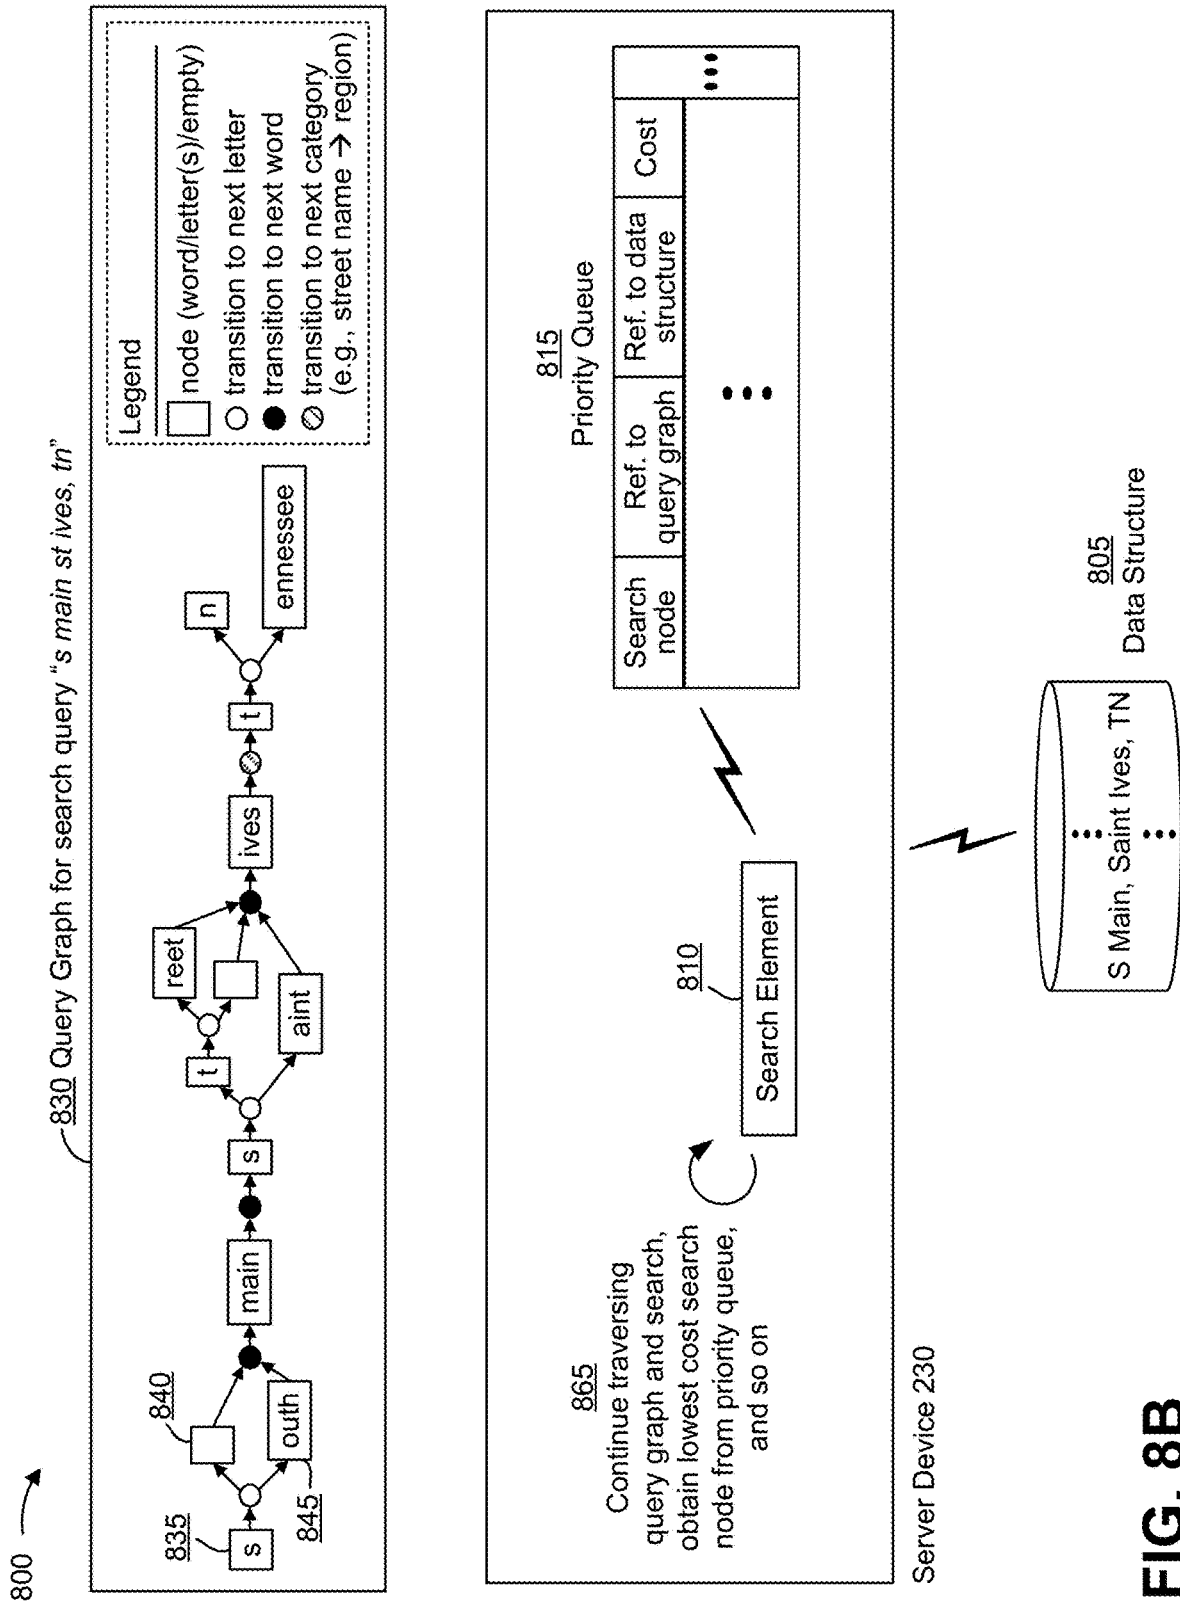 800
830 Query Graph for search query "s main st ives, tn"
835
s
840
outh
845
main
s
t
reet
aint
ives
t
n
ennessee
Legend
node (word/letter(s)/empty)
transition to next letter
transition to next word
transition to next category
(e.g., street name → region)
865
Continue traversing
query graph and search,
obtain lowest cost search
node from priority queue,
and so on
810
Search Element
815
Priority Queue
Search
node
Ref. to
query graph
Ref. to data
structure
Cost
Server Device 230
805
Data Structure
S Main, Saint Ives, TN
FIG. 8B